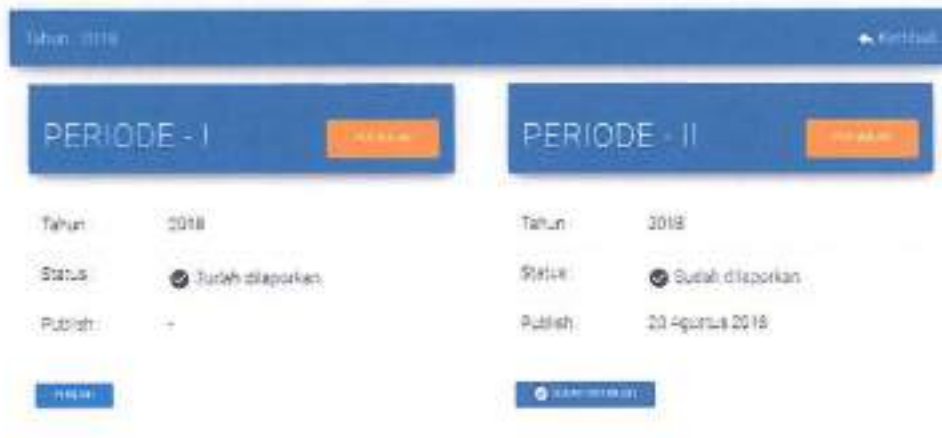 Tahun : 2018
Kembali
PERIODE - I
Tahun 2018
Status Sudah dilaporkan
Publish -
PUBLISH
PERIODE - II
Tahun 2018
Status Sudah dilaporkan
Publish 20 Agustus 2018